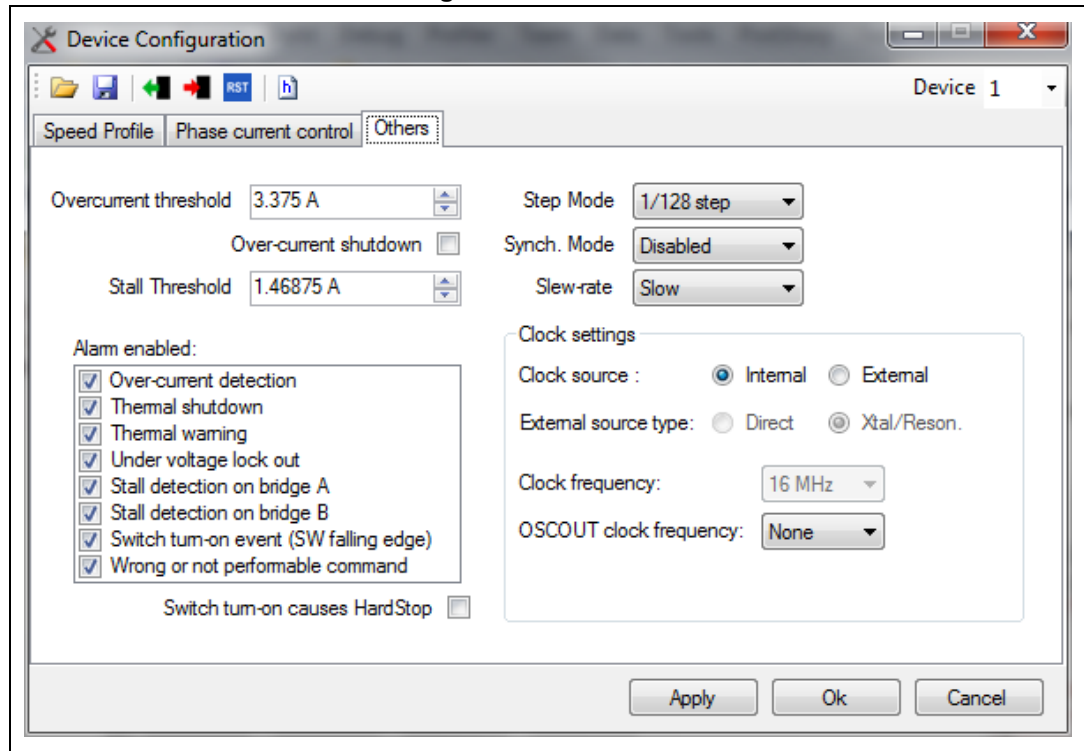 Device Configuration
RST h Device 1
Speed Profile Phase current control Others
Overcurrent threshold 3.375 A
Over-current shutdown
Stall Threshold 1.46875 A
Alarm enabled:
Over-current detection
Thermal shutdown
Thermal warning
Under voltage lock out
Stall detection on bridge A
Stall detection on bridge B
Switch turn-on event (SW falling edge)
Wrong or not performable command
Switch turn-on causes HardStop
Step Mode 1/128 step
Synch. Mode Disabled
Slew-rate Slow
Clock settings
Clock source : Internal External
External source type: Direct Xtal/Reson.
Clock frequency: 16 MHz
OSCOUT clock frequency: None
Apply Ok Cancel